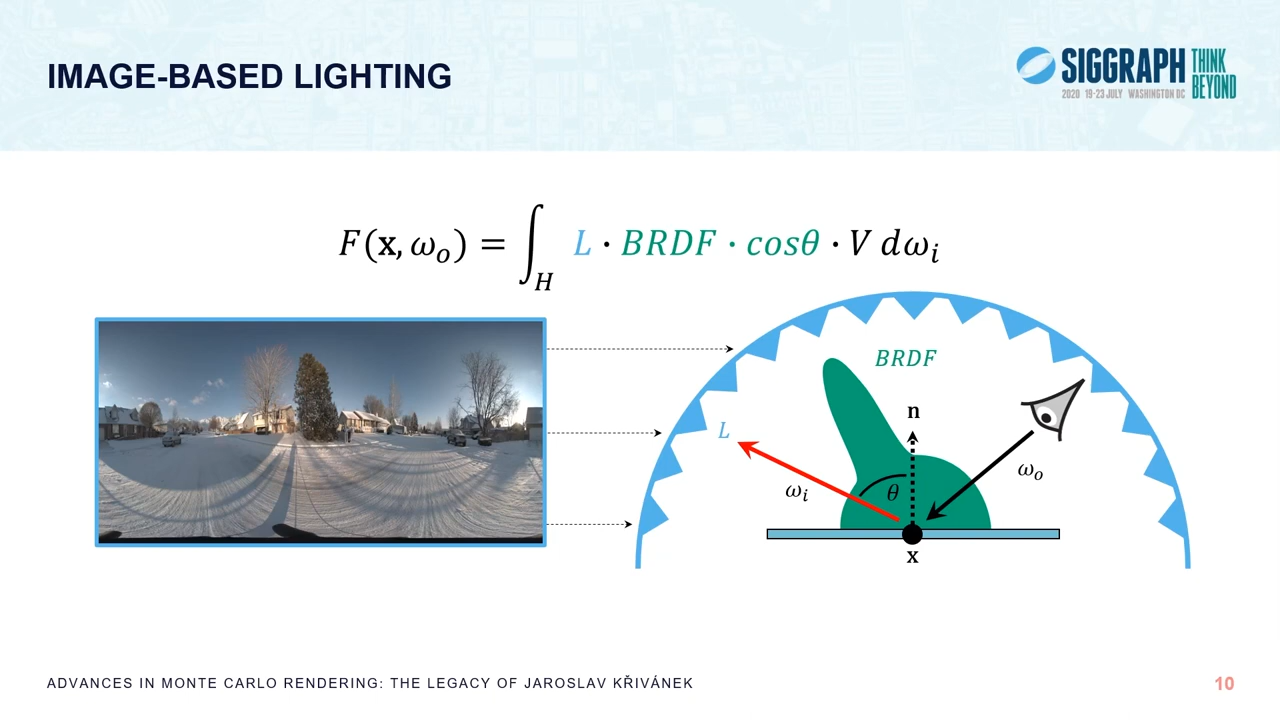 IMAGE-BASED LIGHTING
SIGGRAPH THINK BEYOND
2020 19-23 JULY WASHINGTON DC
F(x, ω_o) = ∫_H L · BRDF · cosθ · V dω_i
BRDF
n
L
ω_i
θ
ω_o
x
ADVANCES IN MONTE CARLO RENDERING: THE LEGACY OF JAROSLAV KŘIVÁNEK
10